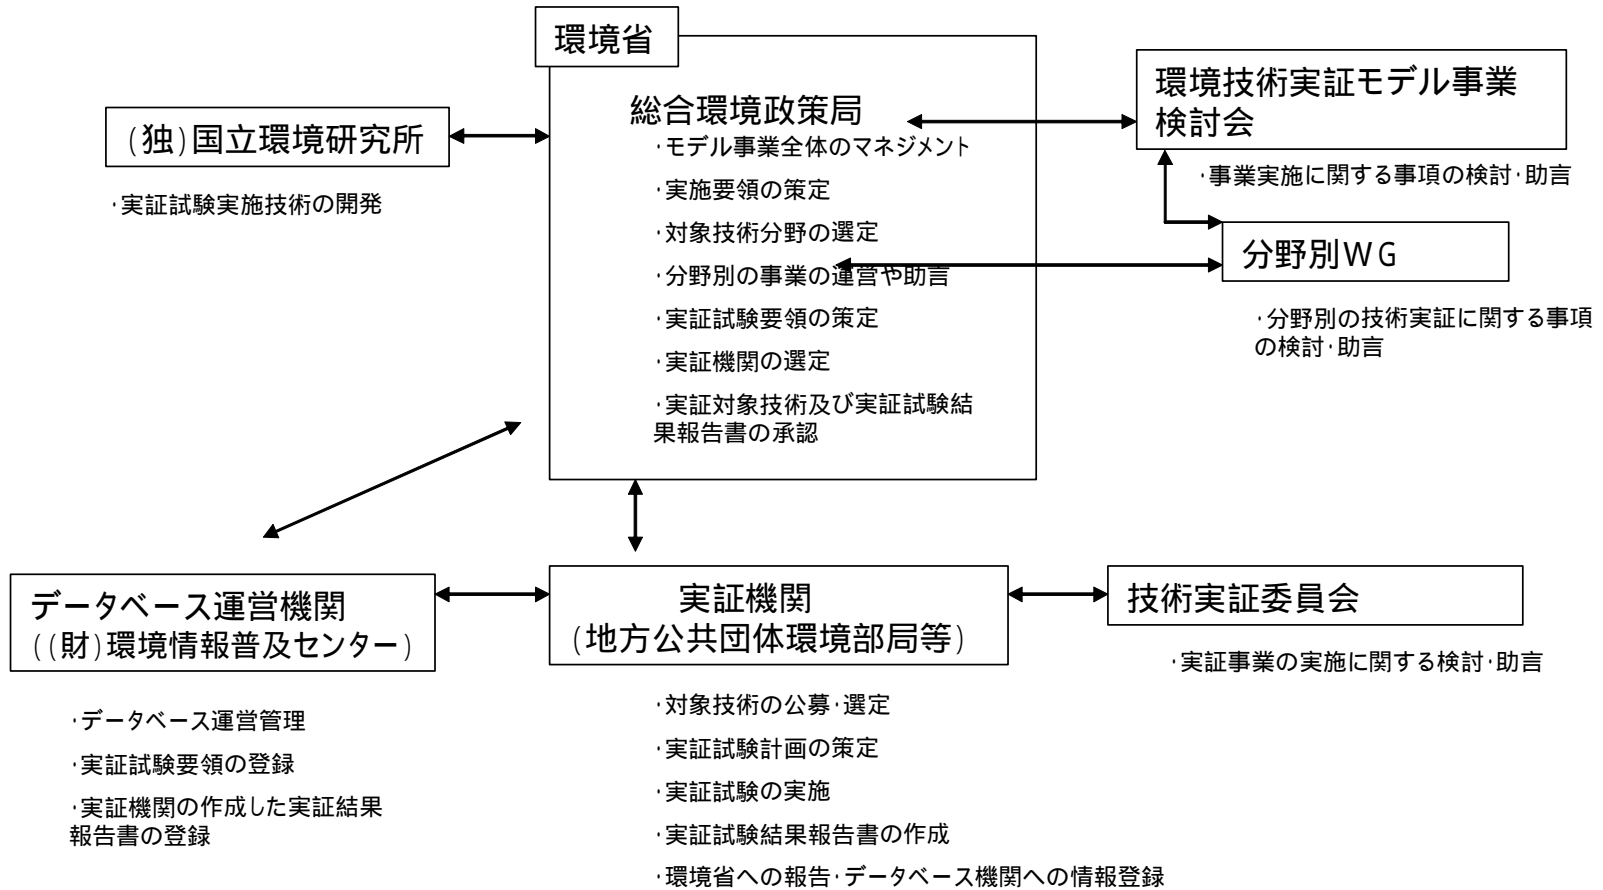 環境省
総合環境政策局
･モデル事業全体のマネジメント
･実施要領の策定
･対象技術分野の選定
･分野別の事業の運営や助言
･実証試験要領の策定
･実証機関の選定
･実証対象技術及び実証試験結
果報告書の承認
(独)国立環境研究所
･実証試験実施技術の開発
環境技術実証モデル事業
検討会
･事業実施に関する事項の検討･助言
分野別WG
･分野別の技術実証に関する事項
の検討･助言
データベース運営機関
((財)環境情報普及センター)
･データベース運営管理
･実証試験要領の登録
･実証機関の作成した実証結果
報告書の登録
実証機関
(地方公共団体環境部局等)
･対象技術の公募･選定
･実証試験計画の策定
･実証試験の実施
･実証試験結果報告書の作成
･環境省への報告･データベース機関への情報登録
技術実証委員会
･実証事業の実施に関する検討･助言